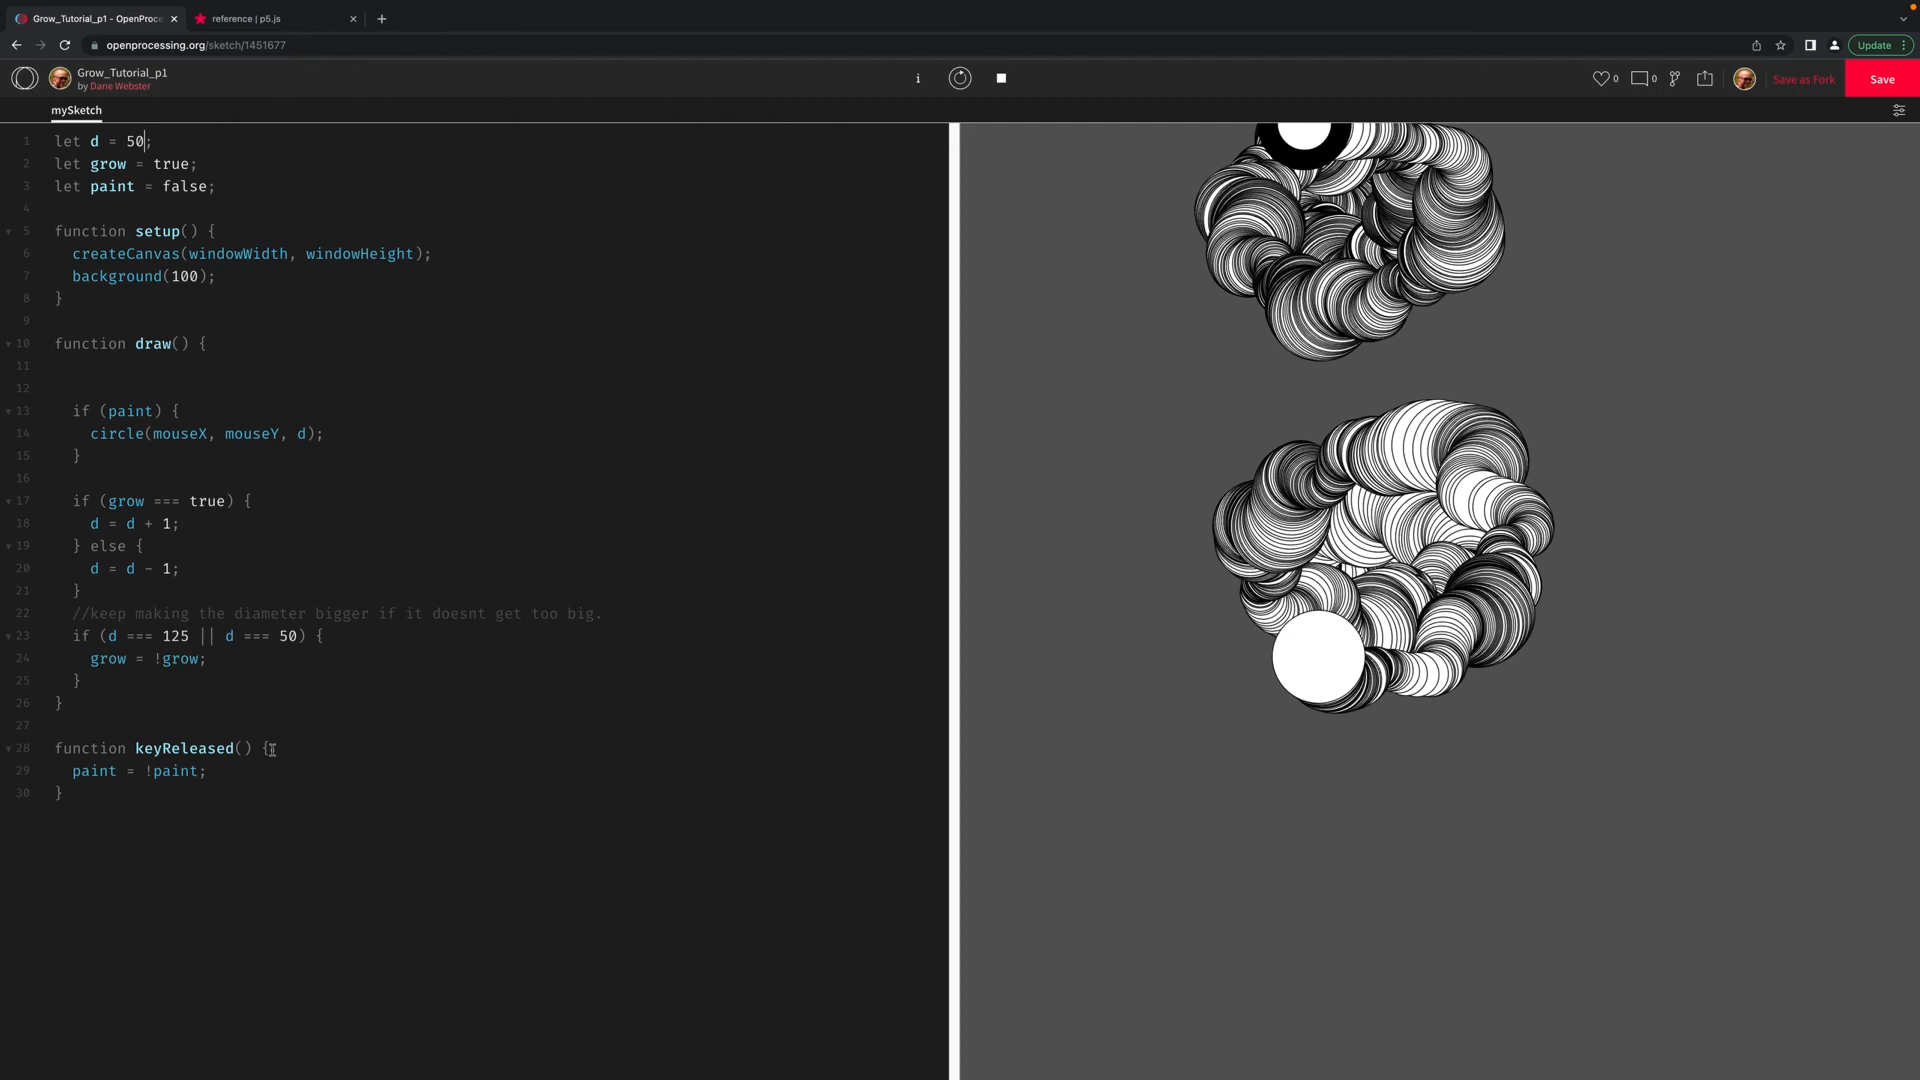 Grow_Tutorial_p1 - OpenProce
reference | p5.js
openprocessing.org/sketch/1451677
Update
Grow_Tutorial_p1
by Dane Webster
i
0
0
Save as Fork
Save
mySketch
1 let d = 50;
2 let grow = true;
3 let paint = false;
4
5 function setup() {
6 createCanvas(windowWidth, windowHeight);
7 background(100);
8 }
9
10 function draw() {
11
12
13 if (paint) {
14 circle(mouseX, mouseY, d);
15 }
16
17 if (grow === true) {
18 d = d + 1;
19 } else {
20 d = d - 1;
21 }
22 //keep making the diameter bigger if it doesnt get too big.
23 if (d === 125 || d === 50) {
24 grow = !grow;
25 }
26 }
27
28 function keyReleased() {
29 paint = !paint;
30 }